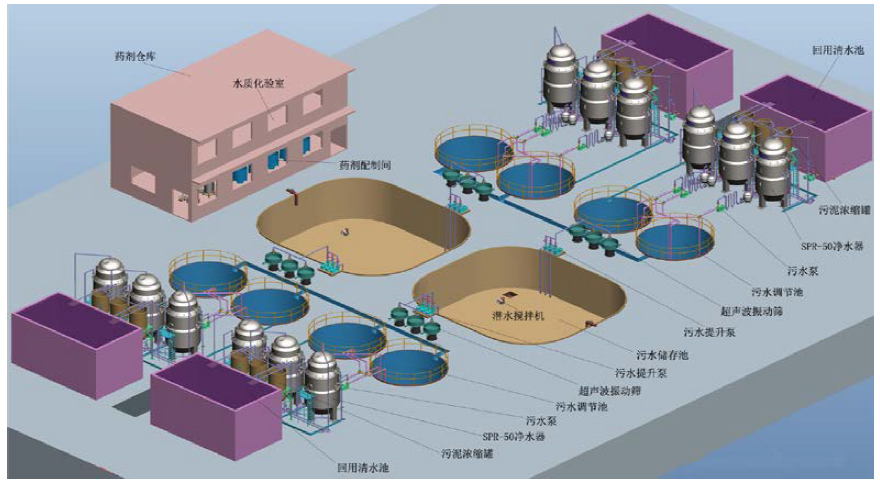 药剂仓库
水质化验室
药剂配制间
回用清水池
污泥浓缩罐
SPR-50净水器
污水泵
污水调节池
超声波振动筛
污水提升泵
潜水搅拌机
污水储存池
污水提升泵
超声波振动筛
污水调节池
污水泵
SPR-50净水器
污泥浓缩罐
回用清水池